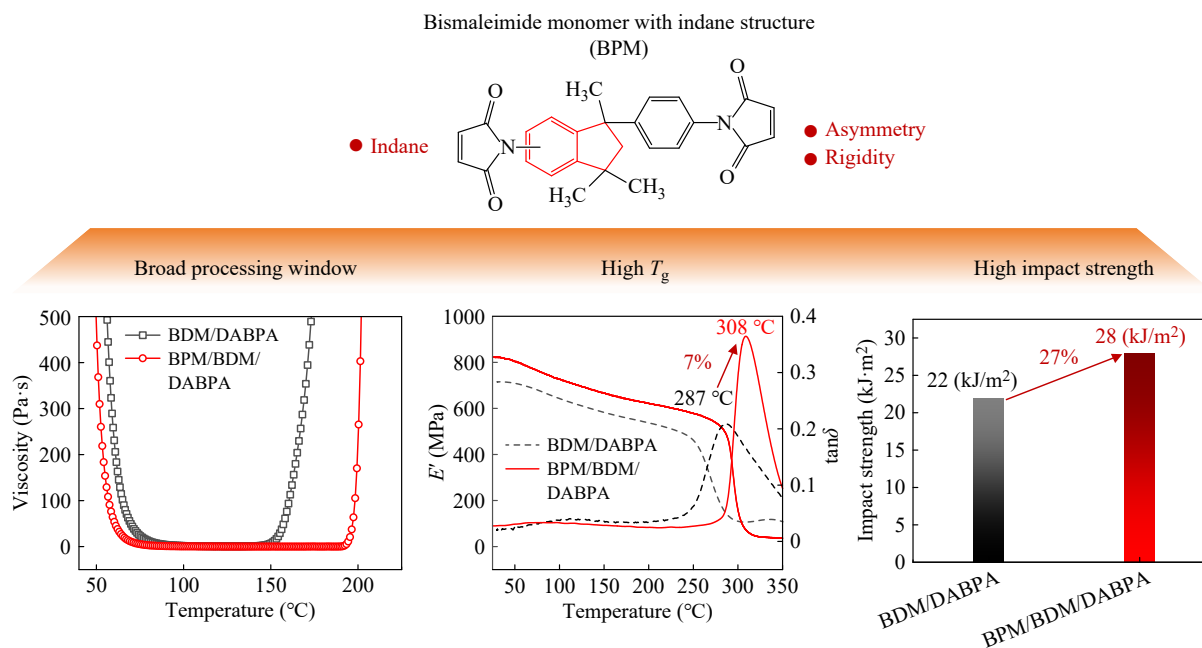 Bismaleimide monomer with indane structure
(BPM)
O
N
O
H₃C
H₃C
CH₃
O
N
O
Indane
Asymmetry
Rigidity
Broad processing window
High Tg
High impact strength
500
400
300
200
100
0
Viscosity (Pa·s)
BDM/DABPA
BPM/BDM/
DABPA
50
100
150
200
Temperature (℃)
1000
800
600
400
200
0
E′ (MPa)
308 ℃
7%
287 ℃
BDM/DABPA
BPM/BDM/
DABPA
0.4
0.3
0.2
0.1
0
tanδ
50
100
150
200
250
300
350
Temperature (℃)
30
25
20
15
10
5
0
Impact strength (kJ·m²)
22 (kJ/m²)
27%
28 (kJ/m²)
BDM/DABPA
BPM/BDM/DABPA